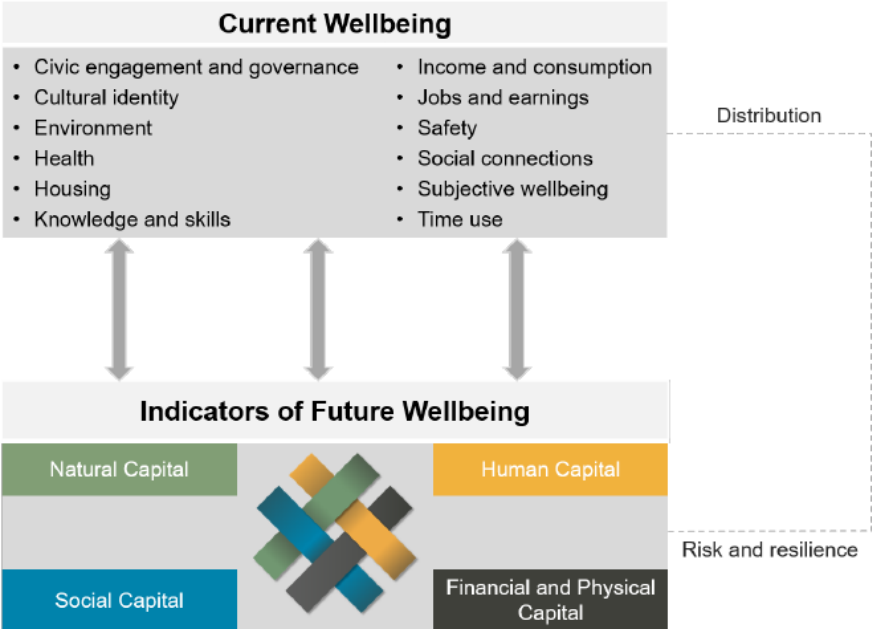 Current Wellbeing
• Civic engagement and governance
• Cultural identity
• Environment
• Health
• Housing
• Knowledge and skills
• Income and consumption
• Jobs and earnings
• Safety
• Social connections
• Subjective wellbeing
• Time use
Distribution
Indicators of Future Wellbeing
Natural Capital
Human Capital
Social Capital
Financial and Physical
Capital
Risk and resilience